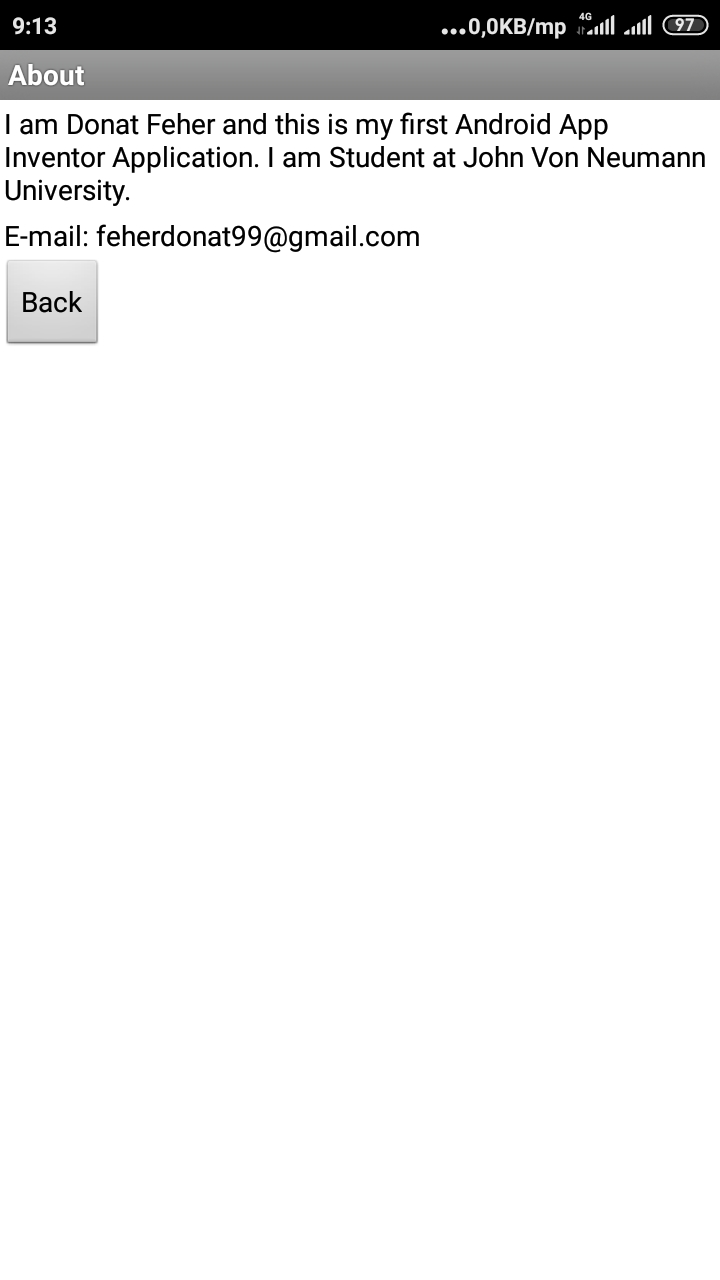 9:13 ...0,0KB/mp 4G 97
About
I am Donat Feher and this is my first Android App
Inventor Application. I am Student at John Von Neumann
University.
E-mail: feherdonat99@gmail.com
Back